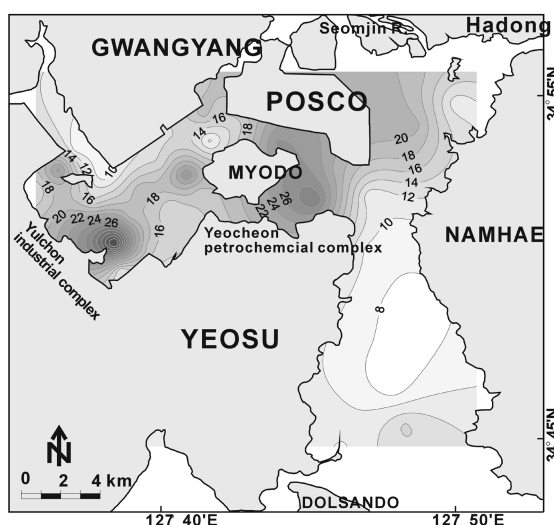 Seomjin R.
Hadong
GWANGYANG
34°55'N
POSCO
16
14
18
20
18
16
14
12
14
12
10
18
16
MYODO
18
26
24
22
10
20
22
24
26
16
Yeocheon
petrochemcial complex
NAMHAE
Yulchon
industrial complex
8
YEOSU
N
34°45'N
0 2 4 km
DOLSANDO
127 40'E
127 50'E